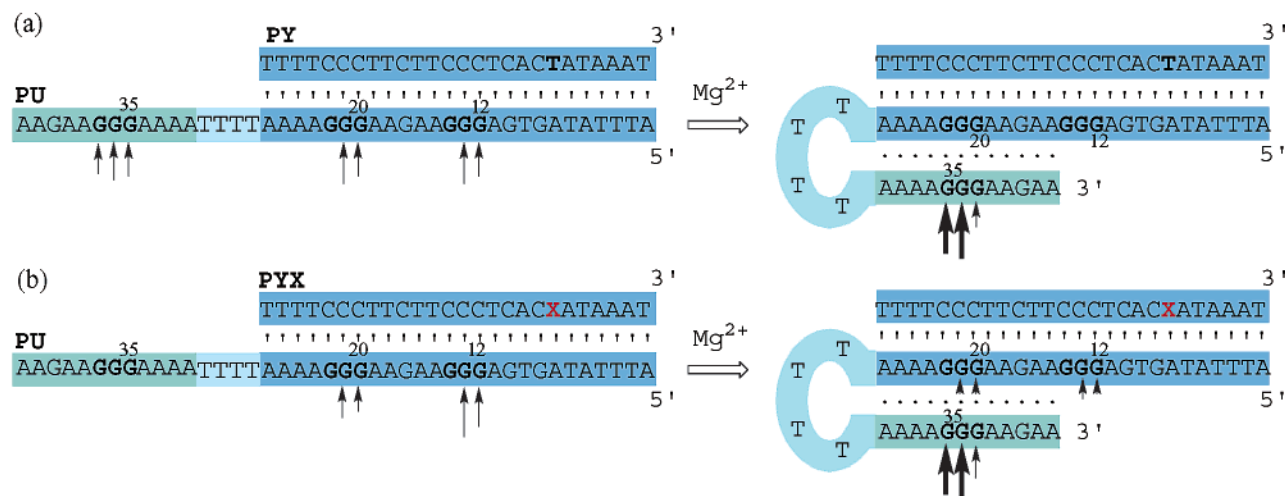 (a)
PY
3'
TTTTCCCTTCTTCCCTCACTATAAAT
PU
35
20
12
AAGAAGGGAAAATTTTAAAAGGGAAGAAGGGAGTGATATTTA
5'
Mg2+
3'
TTTTCCCTTCTTCCCTCACTATAAAT
T
T
T
T
AAAAGGGAAGAAGGGAGTGATATTTA
20
12
5'
35
AAAAGGGAAGAA 3'
(b)
PYX
3'
TTTTCCCTTCTTCCCTCACXATAAAT
PU
35
20
12
AAGAAGGGAAAATTTTAAAAGGGAAGAAGGGAGTGATATTTA
5'
Mg2+
3'
TTTTCCCTTCTTCCCTCACXATAAAT
T
T
T
T
20
12
AAAAGGGAAGAAGGGAGTGATATTTA
5'
35
AAAAGGGAAGAA 3'